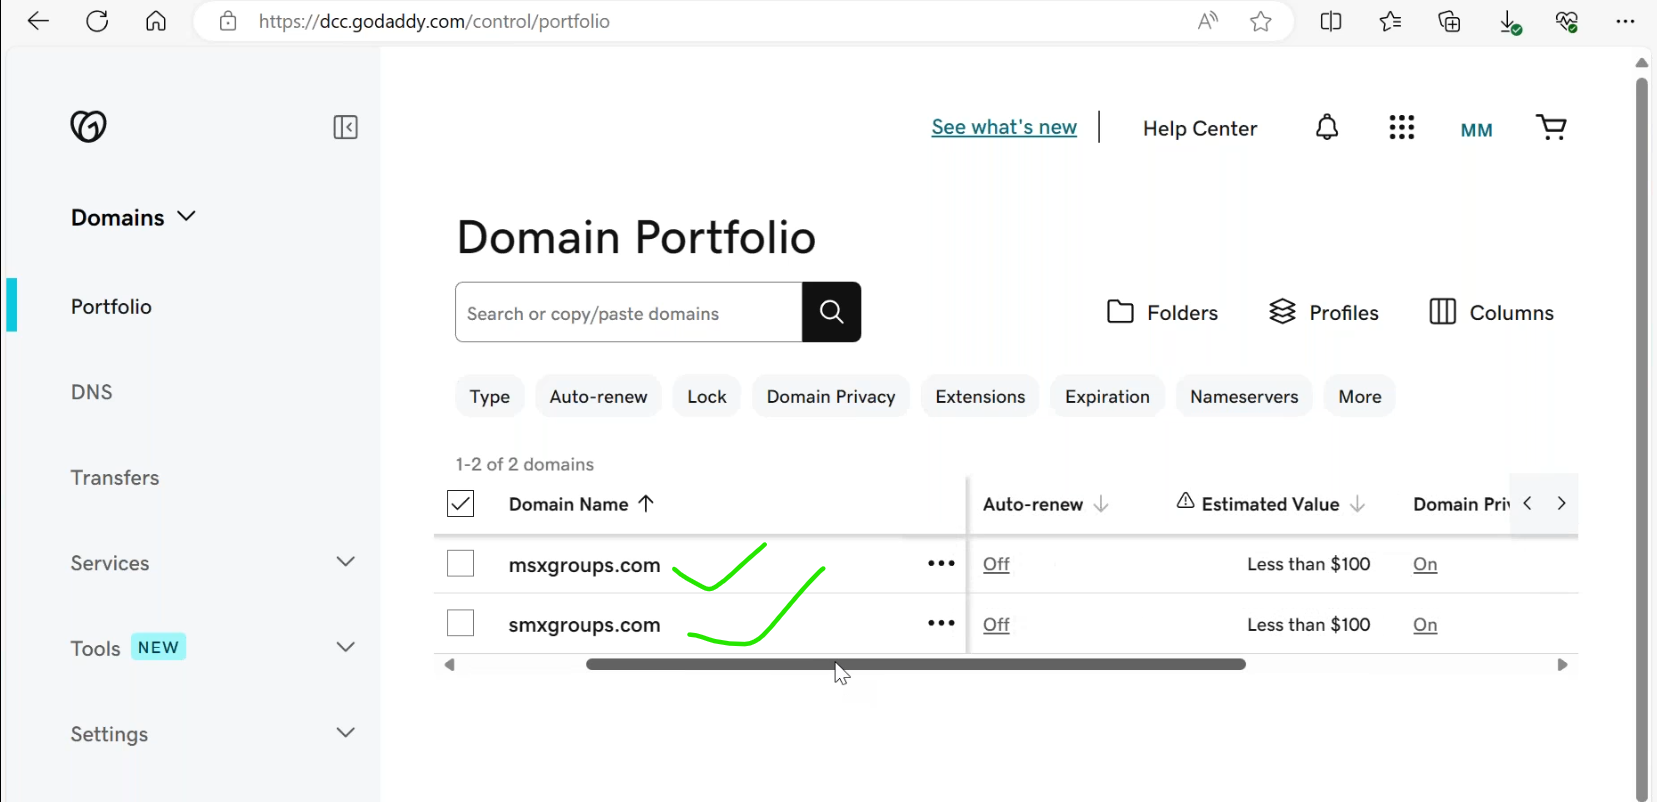 https://dcc.godaddy.com/control/portfolio
See what's new
Help Center
MM
Domains
Domain Portfolio
Portfolio
Search or copy/paste domains
Folders
Profiles
Columns
DNS
Type
Auto-renew
Lock
Domain Privacy
Extensions
Expiration
Nameservers
More
1-2 of 2 domains
Transfers
Domain Name
Auto-renew
Estimated Value
Domain Priv
Services
msxgroups.com
Off
Less than $100
On
smxgroups.com
Off
Less than $100
On
Tools NEW
Settings